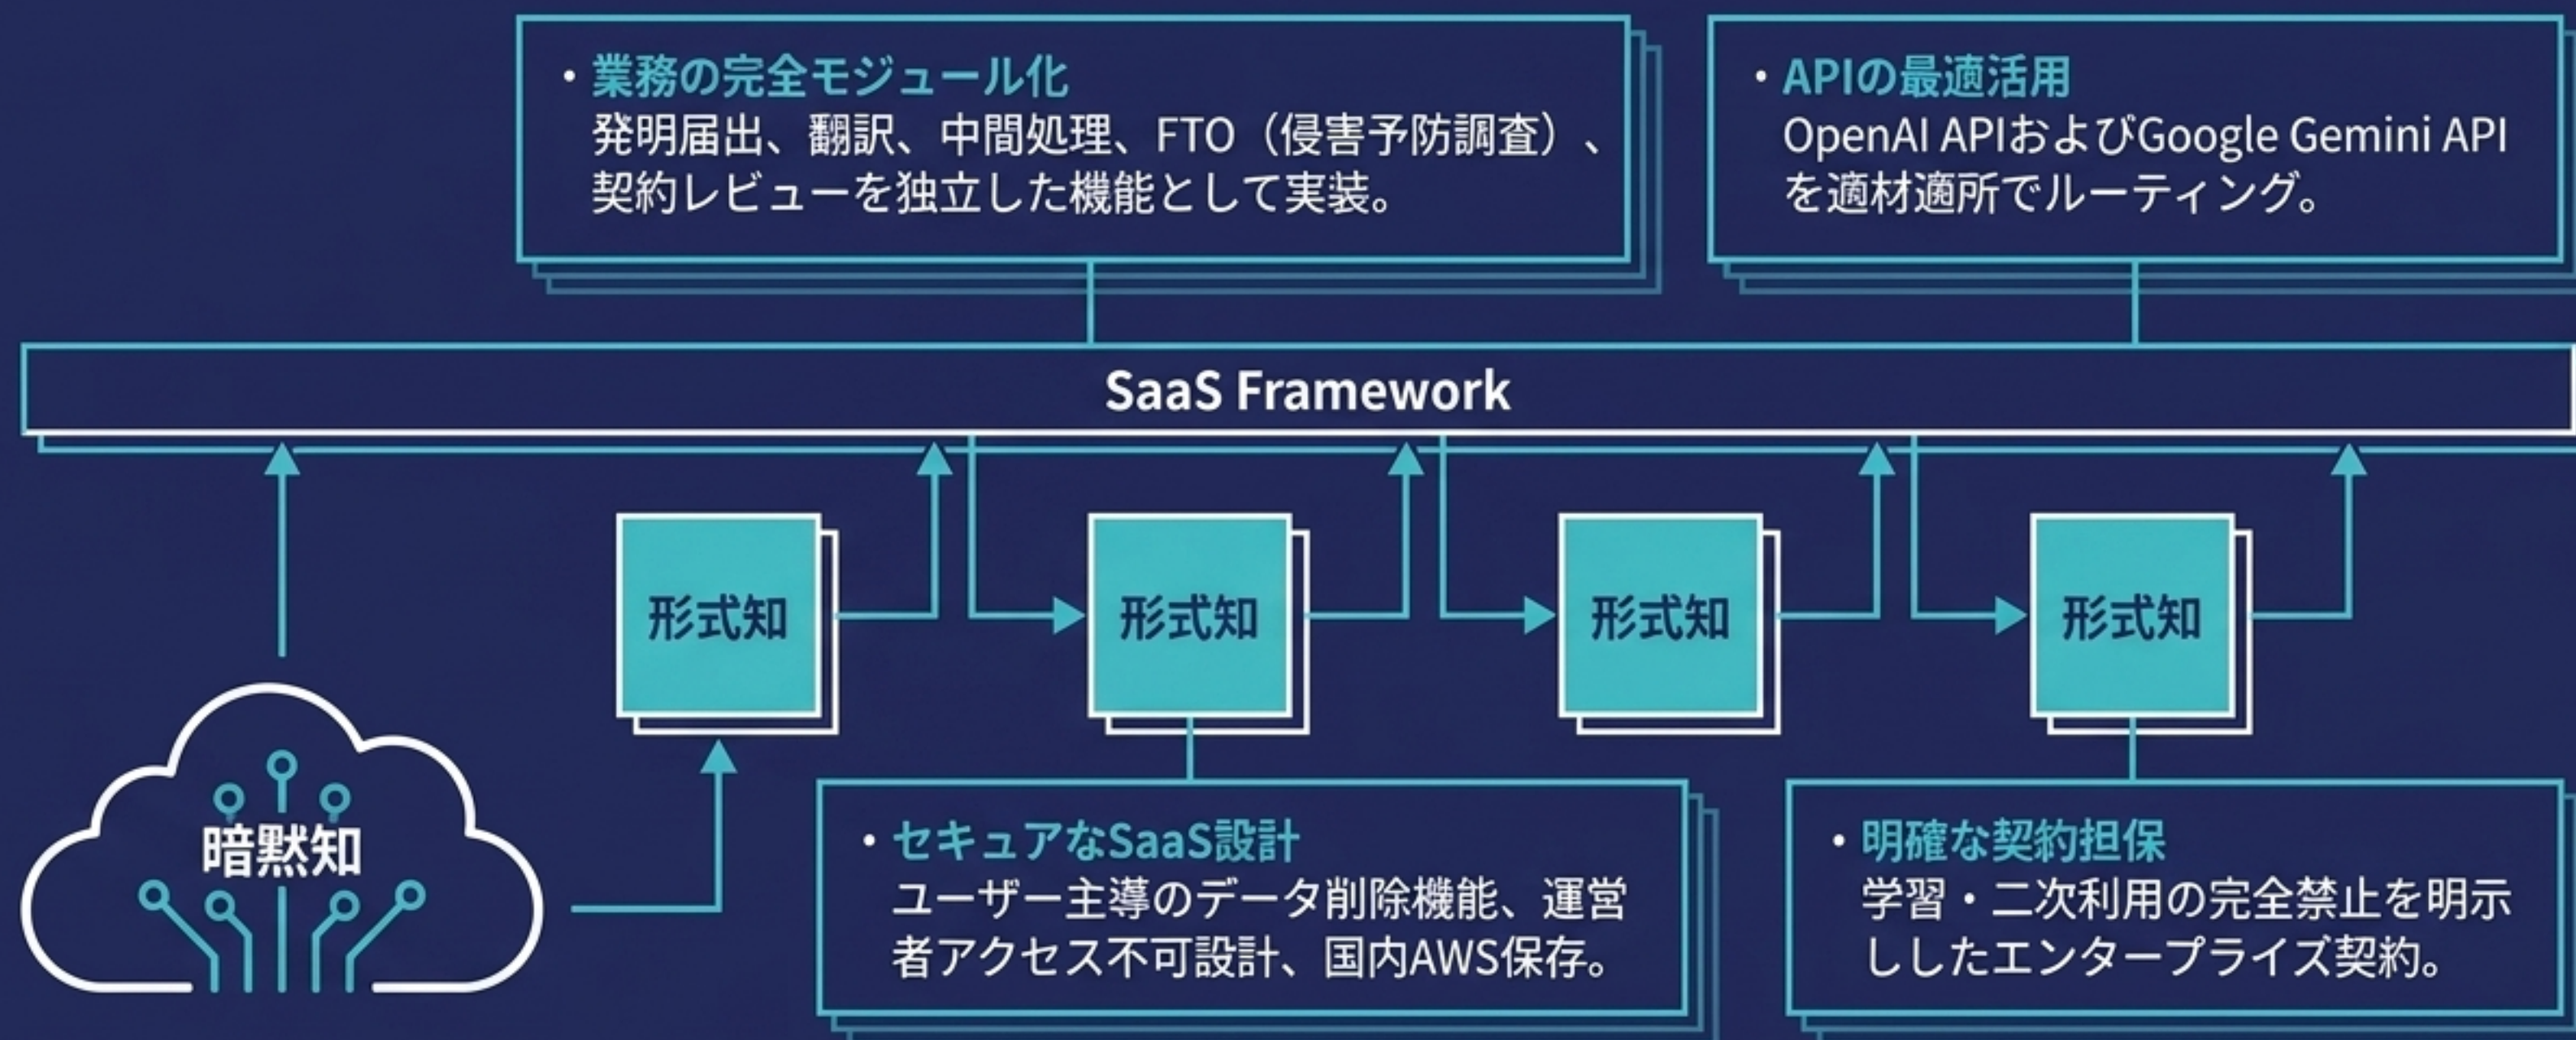 ・業務の完全モジュール化
発明届出、翻訳、中間処理、FTO（侵害予防調査）、
契約レビューを独立した機能として実装。
・APIの最適活用
OpenAI APIおよびGoogle Gemini API
を適材適所でルーティング。
SaaS Framework
形式知
形式知
形式知
形式知
暗黙知
・セキュアなSaaS設計
ユーザー主導のデータ削除機能、運営
者アクセス不可設計、国内AWS保存。
・明確な契約担保
学習・二次利用の完全禁止を明示
ししたエンタープライズ契約。